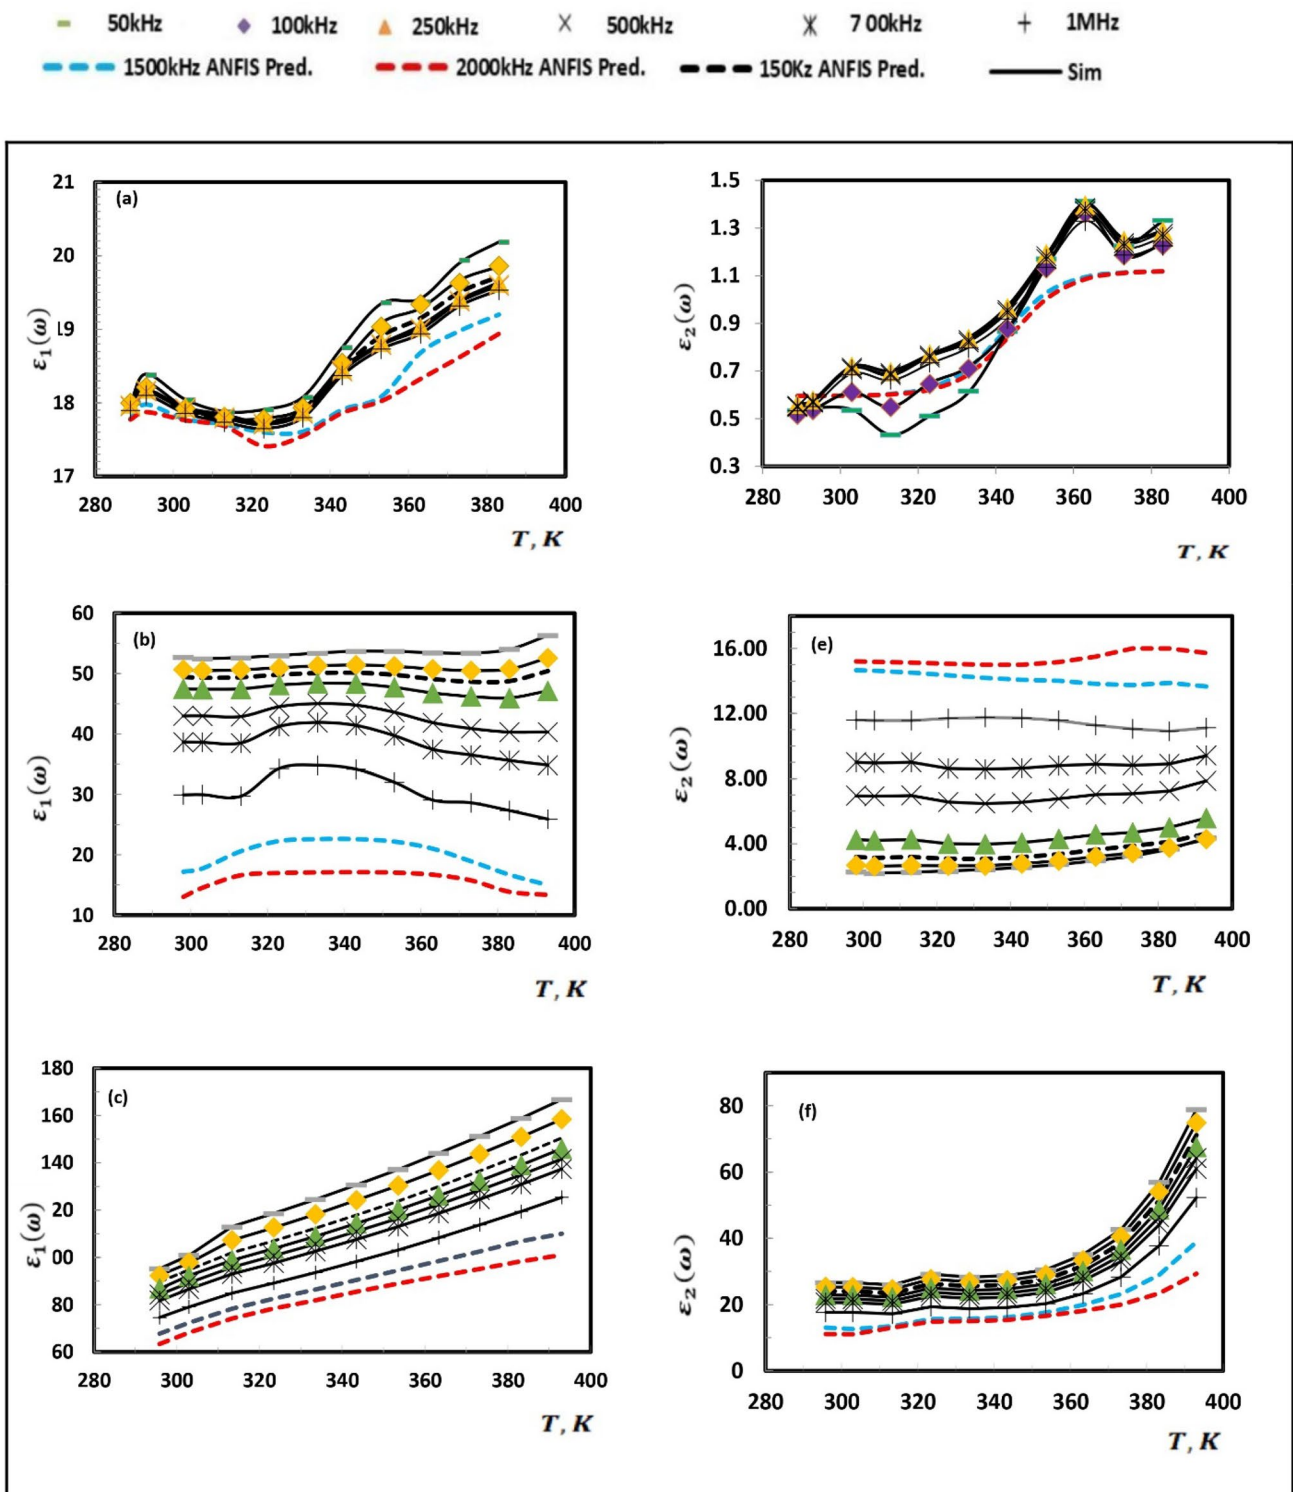 50kHz 100kHz 250kHz 500kHz 7 00kHz 1MHz
1500kHz ANFIS Pred. 2000kHz ANFIS Pred. 150Kz ANFIS Pred. Sim
(a)
ε₁(ω)
21
20
19
18
17
280 300 320 340 360 380 400
T, K
ε₂(ω)
1.5
1.3
1.1
0.9
0.7
0.5
0.3
280 300 320 340 360 380 400
T, K
(b)
ε₁(ω)
60
50
40
30
20
10
280 300 320 340 360 380 400
T, K
(e)
ε₂(ω)
16.00
12.00
8.00
4.00
0.00
280 300 320 340 360 380 400
T, K
(c)
ε₁(ω)
180
160
140
20
00
80
60
280 300 320 340 360 380 400
T, K
(f)
ε₂(ω)
80
60
40
20
0
280 300 320 340 360 380 400
T, K